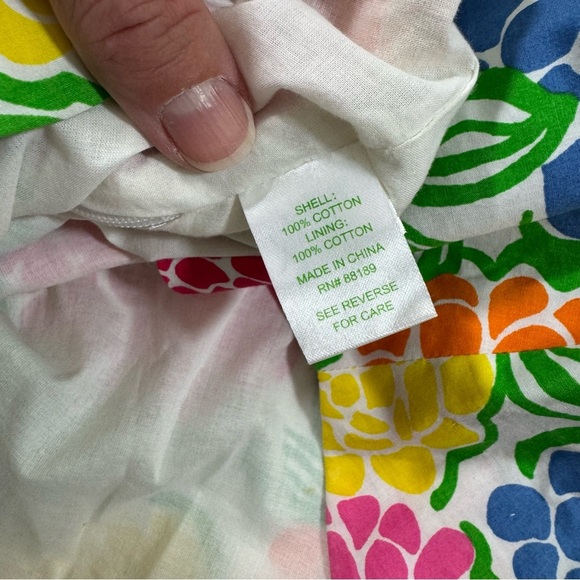 SHELL:
100% COTTON
LINING:
100% COTTON
MADE IN CHINA
RN# 88189
SEE REVERSE
FOR CARE